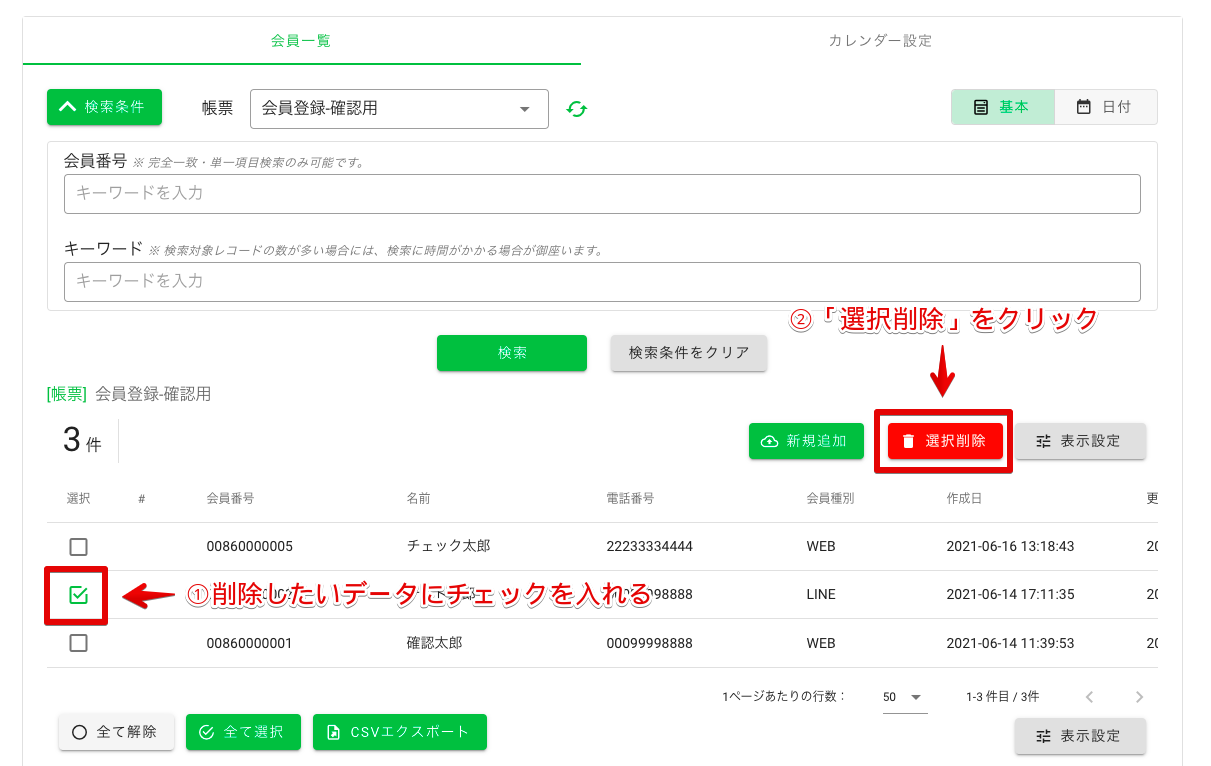 会員一覧 カレンダー設定
検索条件 帳票 会員登録-確認用 基本 日付
会員番号 ※ 完全一致・単一項目検索のみ可能です。
キーワードを入力
キーワード ※ 検索対象レコードの数が多い場合には、検索に時間がかかる場合が御座います。
キーワードを入力
②「選択削除」をクリック
検索 検索条件をクリア
[帳票] 会員登録-確認用
3 件 新規追加 選択削除 表示設定
選択 # 会員番号 名前 電話番号 会員種別 作成日 更
00860000005 チェック太郎 22233334444 WEB 2021-06-16 13:18:43 20
①削除したいデータにチェックを入れる 8888 LINE 2021-06-14 17:11:35 20
00860000001 確認太郎 00099998888 WEB 2021-06-14 11:39:53 20
1ページあたりの行数： 50 1-3 件目 / 3件
全て解除 全て選択 CSVエクスポート 表示設定